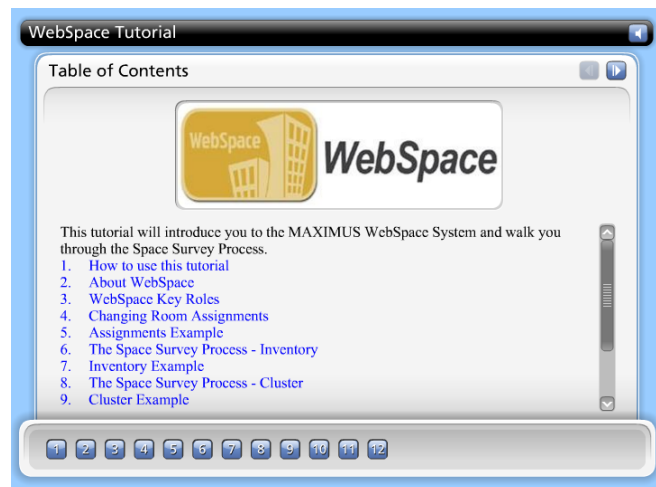 WebSpace Tutorial
Table of Contents
WebSpace
WebSpace
This tutorial will introduce you to the MAXIMUS WebSpace System and walk you
through the Space Survey Process.
1. How to use this tutorial
2. About WebSpace
3. WebSpace Key Roles
4. Changing Room Assignments
5. Assignments Example
6. The Space Survey Process - Inventory
7. Inventory Example
8. The Space Survey Process - Cluster
9. Cluster Example
1 2 3 4 5 6 7 8 9 10 11 12